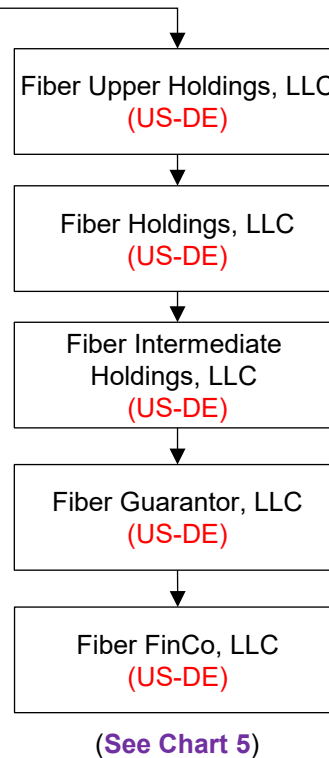 Fiber Upper Holdings, LLC
(US-DE)
Fiber Holdings, LLC
(US-DE)
Fiber Intermediate
Holdings, LLC
(US-DE)
Fiber Guarantor, LLC
(US-DE)
Fiber FinCo, LLC
(US-DE)
(See Chart 5)